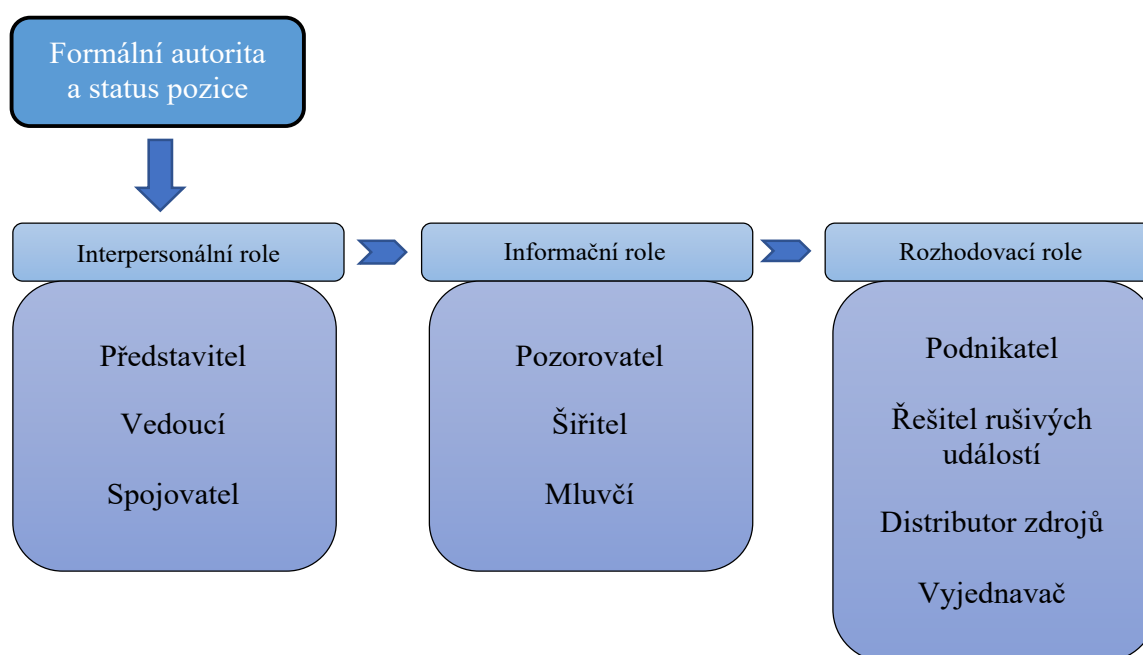 Formální autorita
a status pozice
Interpersonální role
Informační role
Rozhodovací role
Představitel
Vedoucí
Spojovatel
Pozorovatel
Šiřitel
Mluvčí
Podnikatel
Řešitel rušivých
událostí
Distributor zdrojů
Vyjednavač